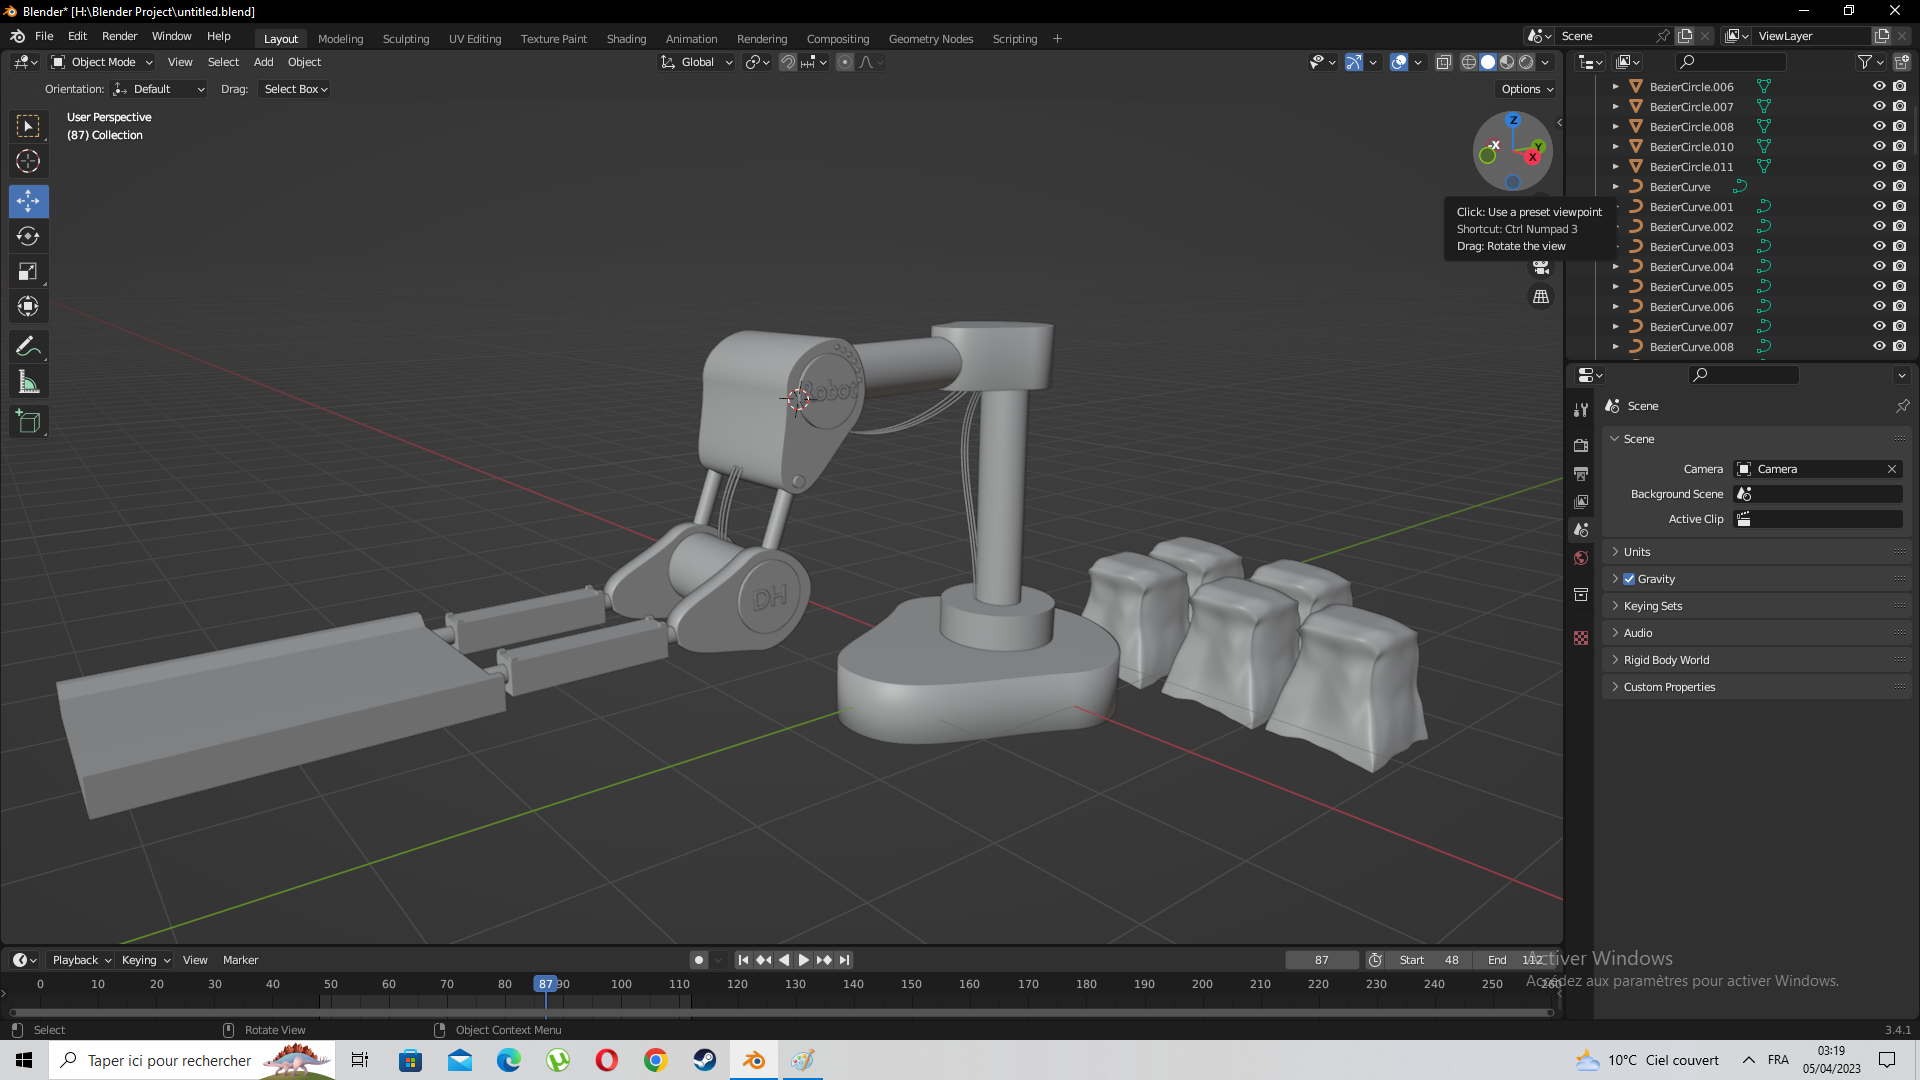 Blender* [H:\Blender Project\untitled.blend]
File Edit Render Window Help Layout Modeling Sculpting UV Editing Texture Paint Shading Animation Rendering Compositing Geometry Nodes Scripting + Scene ViewLayer
Object Mode View Select Add Object Global
Orientation: Default Drag: Select Box Options
User Perspective
(87) Collection
Z
-X Y
X
Click: Use a preset viewpoint
Shortcut: Ctrl Numpad 3
Drag: Rotate the view
BezierCircle.006
BezierCircle.007
BezierCircle.008
BezierCircle.010
BezierCircle.011
BezierCurve
BezierCurve.001
BezierCurve.002
BezierCurve.003
BezierCurve.004
BezierCurve.005
BezierCurve.006
BezierCurve.007
BezierCurve.008
Robot
DH
Scene
Scene
Camera Camera
Background Scene
Active Clip
Units
Gravity
Keying Sets
Audio
Rigid Body World
Custom Properties
Playback Keying View Marker 87 Start 48 End 112
0 10 20 30 40 50 60 70 80 87 90 100 110 120 130 140 150 160 170 180 190 200 210 220 230 240 250 260
Activer Windows
Accédez aux paramètres pour activer Windows.
Select Rotate View Object Context Menu 3.4.1
Taper ici pour rechercher 10°C Ciel couvert FRA 03:19
05/04/2023